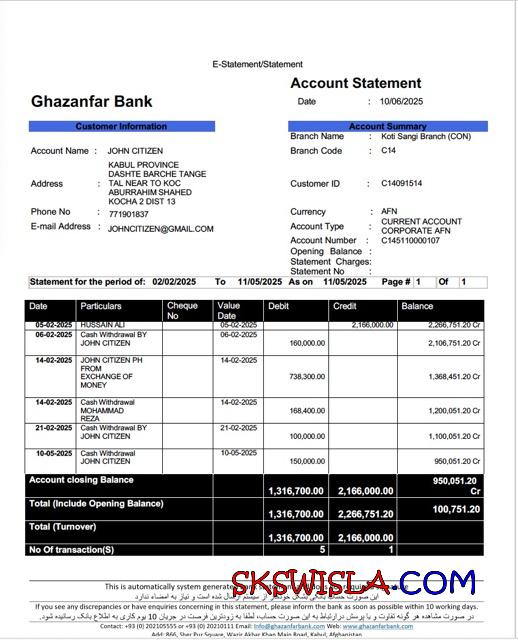 E-Statement/Statement
Account Statement
Date : 10/06/2025
Ghazanfar Bank
Customer Information
Account Name : JOHN CITIZEN
Address : KABUL PROVINCE
DASHTE BARCHE TANGE
TAL NEAR TO KOC
ABURRAHIM SHAHED
KOCHA 2 DIST 13
Phone No : 771901837
E-mail Address : JOHNCITIZEN@GMAIL.COM
Account Summary
Branch Name : Koti Sangi Branch (CON)
Branch Code : C14
Customer ID : C14091514
Currency : AFN
Account Type : CURRENT ACCOUNT
CORPORATE AFN
Account Number : C145110000107
Opening Balance :
Statement Charges:
Statement No :
Statement for the period of: 02/02/2025 To 11/05/2025 As on 11/05/2025 Page # 1 Of 1
Date Particulars Cheque No Value Date Debit Credit Balance
05-02-2025 HUSSAIN ALI 05-02-2025 2,166,000.00 2,266,751.20 Cr
06-02-2025 Cash Withdrawal BY 06-02-2025
JOHN CITIZEN 160,000.00 2,106,751.20 Cr
14-02-2025 JOHN CITIZEN PH 14-02-2025
FROM
EXCHANGE OF 738,300.00 1,368,451.20 Cr
MONEY
14-02-2025 Cash Withdrawal 14-02-2025
MOHAMMAD 168,400.00 1,200,051.20 Cr
REZA
21-02-2025 Cash Withdrawal BY 21-02-2025
JOHN CITIZEN 100,000.00 1,100,051.20 Cr
10-05-2025 Cash Withdrawal 10-05-2025
JOHN CITIZEN 150,000.00 950,051.20 Cr
Account closing Balance 1,316,700.00 2,166,000.00 950,051.20 Cr
Total (Include Opening Balance) 1,316,700.00 2,266,751.20 100,751.20
Total (Turnover) 1,316,700.00 2,166,000.00
No Of transaction(S) 5 1
This is automatically system generate
SKSWISLA.COM
If you see any discrepancies or have enquiries concerning in this statement, please inform the bank as soon as possible within 10 working days.
در صورت مشاهده هر گونه تفاوت و یا پرسش در ارتباط به این صورت حساب، لطفا به زودترین فرصت در جریان 10 یوم کاری به اطلاع بانک رسانیده شود.
Contact: +93 (0) 202105555 or +93 (0) 20210111 Email: Info@ghazanfarbank.com Web: www.ghazanfarbank.com
Add: 866, Sher Pur Square, Wazir Akbar Khan Main Road, Kabul, Afghanistan